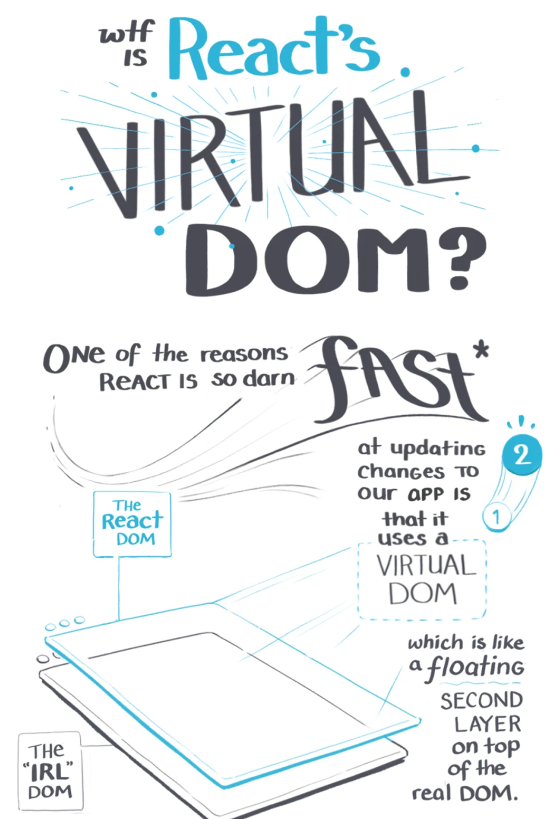 wtf
is
React's
VIRTUAL
DOM?
One of the reasons
React is so darn
fast*
at updating
changes to
our app is
that it
uses a
VIRTUAL
DOM
2
1
The
React
DOM
which is like
a floating
SECOND
LAYER
on top
of the
real DOM.
The
"IRL"
DOM